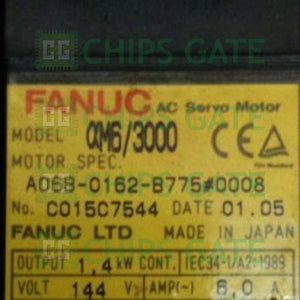 CHIPS GATE
FANUC AC Servo Motor
MODEL αM6/3000
MOTOR SPEC.
A06B-0162-B775#0008
No. C015C7544 DATE 01.05
FANUC LTD MADE IN JAPAN
OUTPUT 1,4 kW CONT. IEC34-1/A2:1989
VOLT 144 V AMP(~) 6,0 A